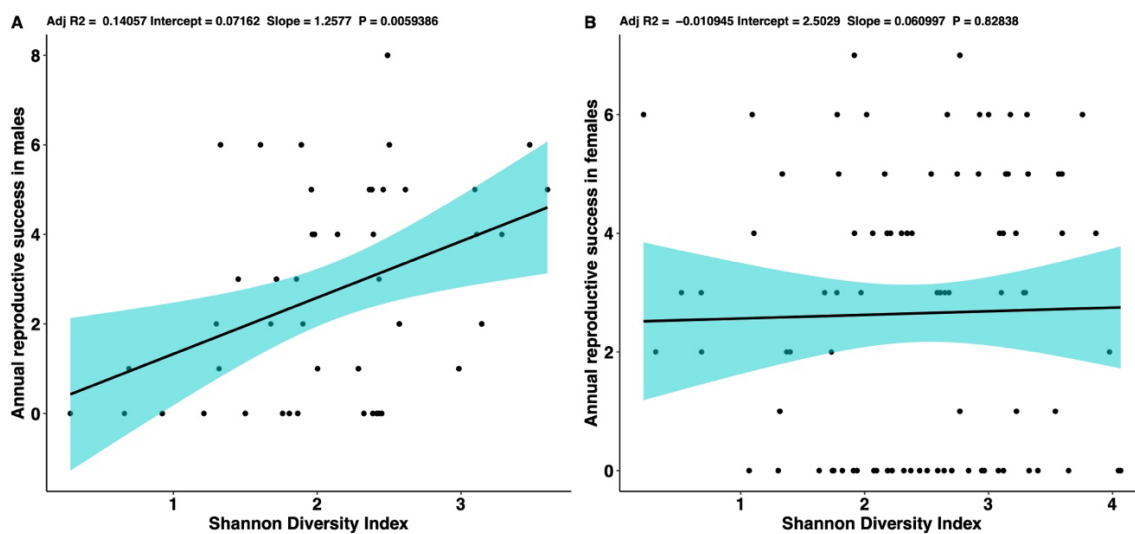 A
Adj R2 = 0.14057 Intercept = 0.07162 Slope = 1.2577 P = 0.0059386
Annual reproductive success in males
8
6
4
2
0
1 2 3
Shannon Diversity Index
B
Adj R2 = −0.010945 Intercept = 2.5029 Slope = 0.060997 P = 0.82838
Annual reproductive success in females
6
4
2
0
1 2 3 4
Shannon Diversity Index